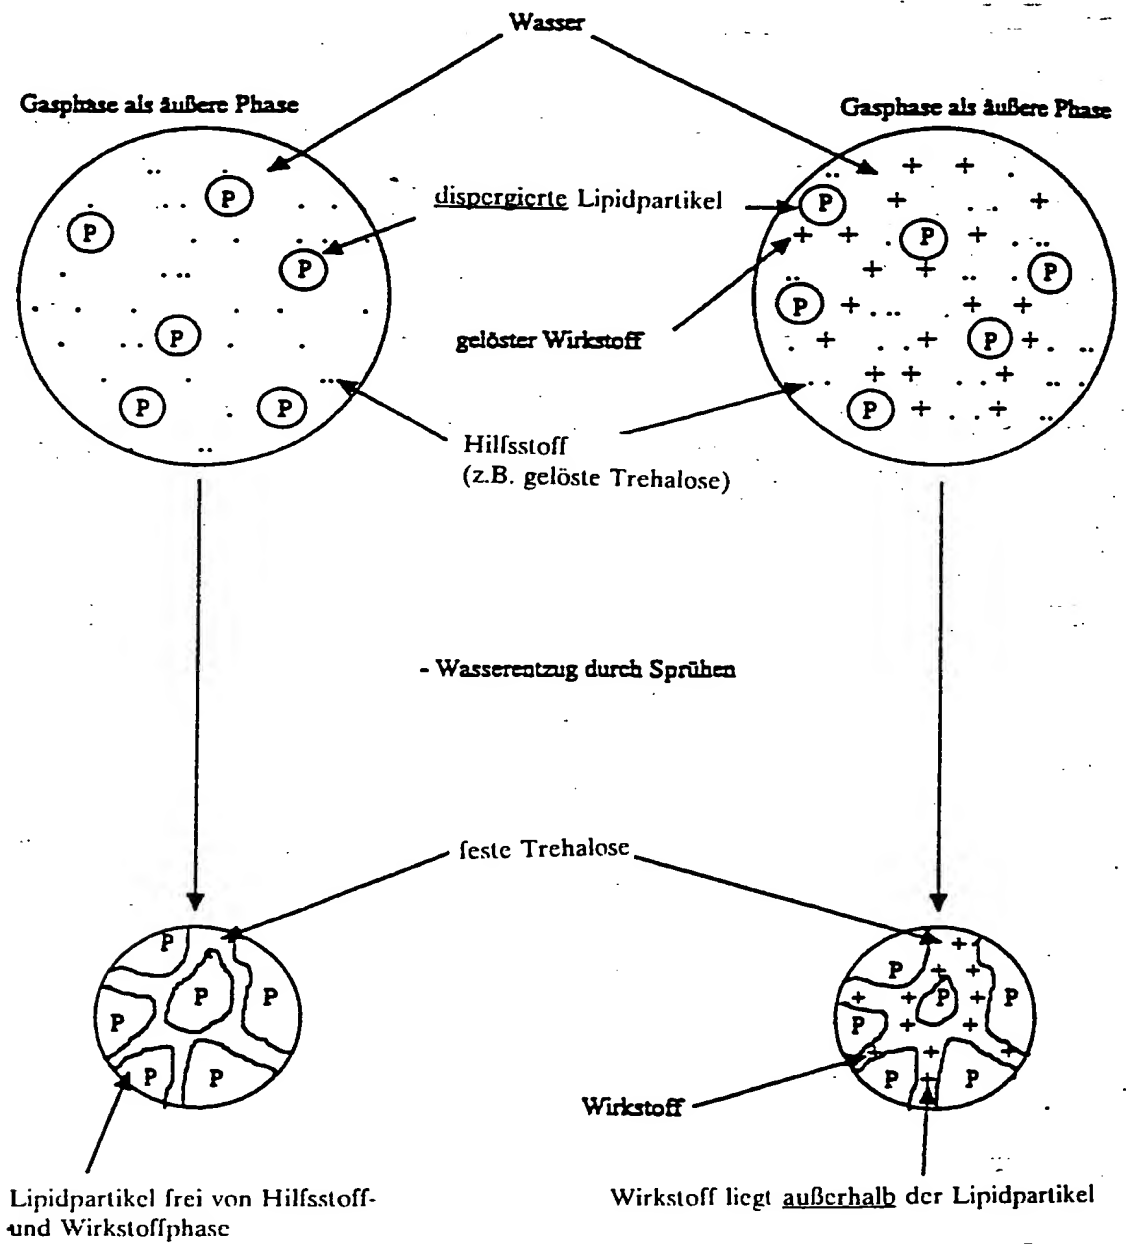 Wasser
Gasphase als äußere Phase
Gasphase als äußere Phase
dispergierte Lipidpartikel
gelöster Wirkstoff
Hilfsstoff
(z.B. gelöste Trehalose)
P
P
P
P
P
P
P
P
P
P
P
P
- Wasserentzug durch Sprühen
feste Trehalose
P
P
P
P
P
P
P
P
P
P
P
P
Wirkstoff
Lipidpartikel frei von Hilfsstoff-
und Wirkstoffphase
Wirkstoff liegt außerhalb der Lipidpartikel